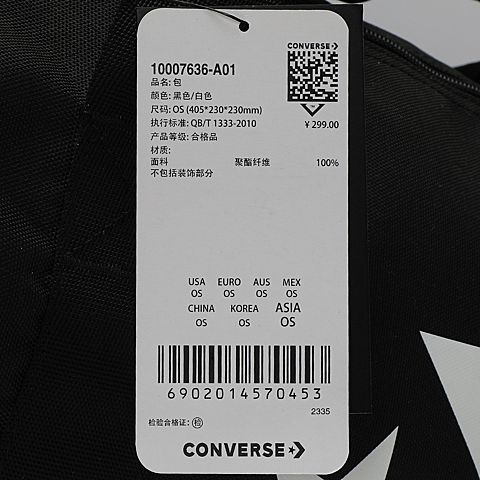 CONVERSE
10007636-A01
品名: 包
颜色: 黑色/白色
尺码: OS (405*230*230mm)
执行标准: QB/T 1333-2010
¥ 299.00
产品等级: 合格品
材质:
面料 聚酯纤维 100%
不包括装饰部分
USA EURO AUS MEX
OS OS OS OS
CHINA KOREA ASIA
OS OS OS
6902014570453
2335
检验合格证: 检
CONVERSE